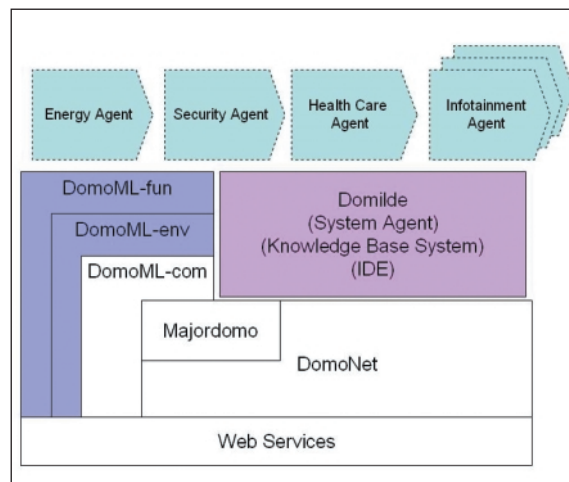 Energy Agent
Security Agent
Health Care
Agent
Infotainment
Agent
DomoML-fun
DomoML-env
DomoML-com
Domilde
(System Agent)
(Knowledge Base System)
(IDE)
Majordomo
DomoNet
Web Services